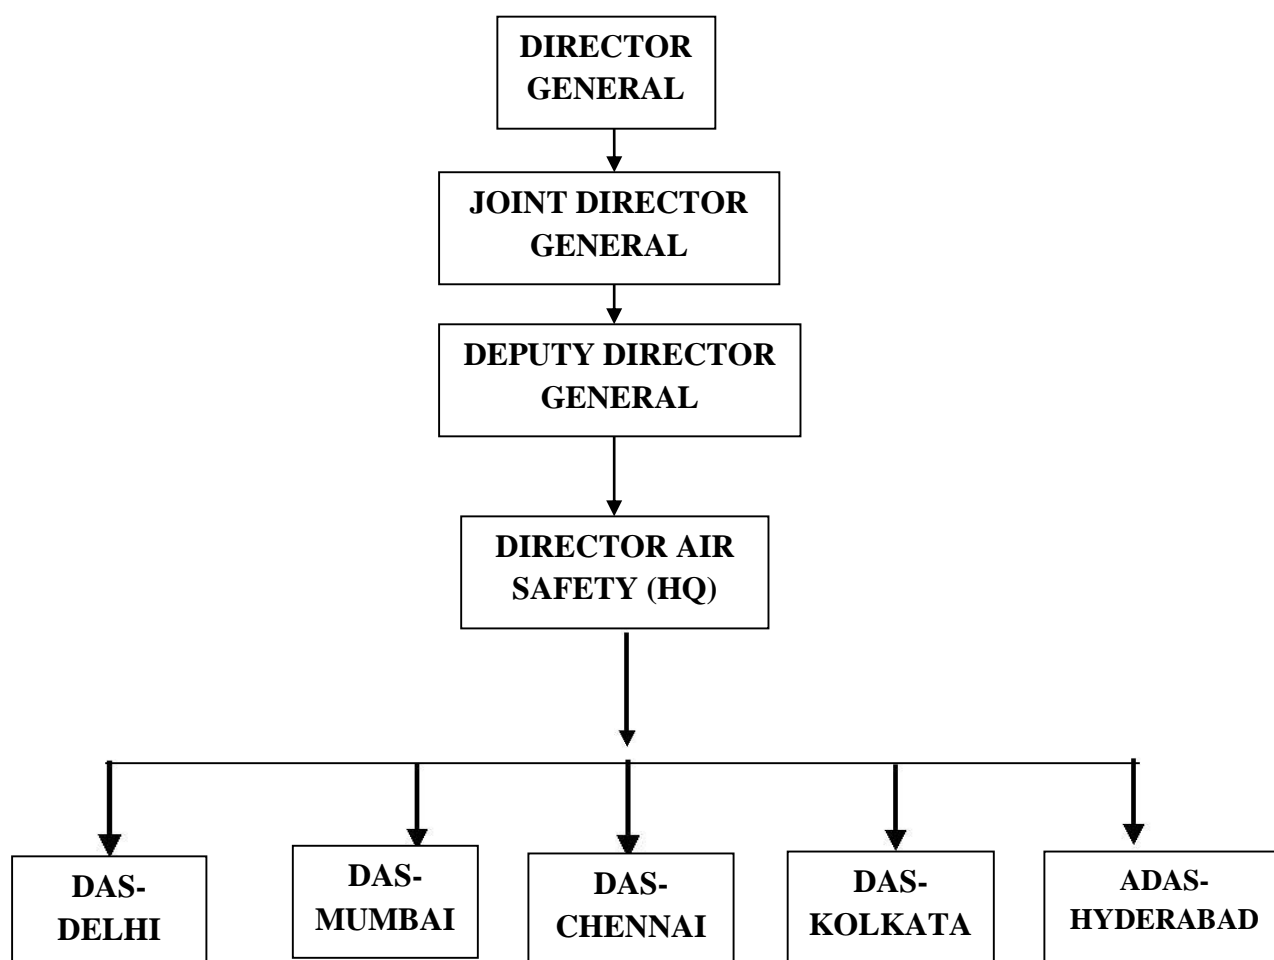 DIRECTOR
GENERAL
JOINT DIRECTOR
GENERAL
DEPUTY DIRECTOR
GENERAL
DIRECTOR AIR
SAFETY (HQ)
DAS-
DELHI
DAS-
MUMBAI
DAS-
CHENNAI
DAS-
KOLKATA
ADAS-
HYDERABAD